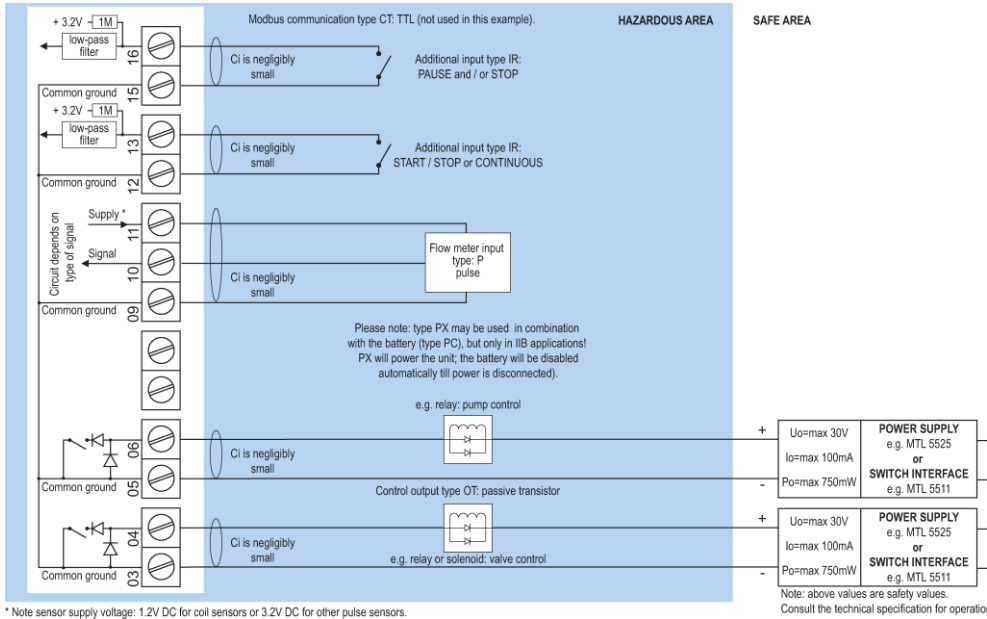 Modbus communication type CT: TTL (not used in this example).
HAZARDOUS AREA
SAFE AREA
+ 3.2V
1M
low-pass
filter
16
Ci is negligibly
small
Additional input type IR:
PAUSE and / or STOP
Common ground
15
+ 3.2V
1M
low-pass
filter
13
Ci is negligibly
small
Additional input type IR:
START / STOP or CONTINUOUS
Common ground
12
Circuit depends on
type of signal
Supply *
11
Signal
10
Flow meter input
type: P
pulse
Ci is negligibly
small
Common ground
09
Please note: type PX may be used in combination
with the battery (type PC), but only in IIB applications!
PX will power the unit; the battery will be disabled
automatically till power is disconnected).
e.g. relay: pump control
06
Ci is negligibly
small
Common ground
05
+
-
Uo=max 30V
Io=max 100mA
Po=max 750mW
POWER SUPPLY
e.g. MTL 5525
or
SWITCH INTERFACE
e.g. MTL 5511
Control output type OT: passive transistor
04
Ci is negligibly
small
e.g. relay or solenoid: valve control
Common ground
03
+
-
Uo=max 30V
Io=max 100mA
Po=max 750mW
POWER SUPPLY
e.g. MTL 5525
or
SWITCH INTERFACE
e.g. MTL 5511
Note: above values are safety values.
Consult the technical specification for operation
* Note sensor supply voltage: 1.2V DC for coil sensors or 3.2V DC for other pulse sensors.